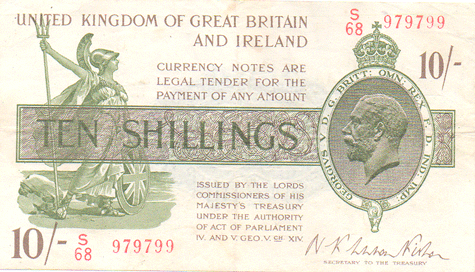 UNITED KINGDOM OF GREAT BRITAIN
AND IRELAND
S/68 979799
10/-
CURRENCY NOTES ARE
LEGAL TENDER FOR THE
PAYMENT OF ANY AMOUNT
TEN SHILLINGS
GEORGIVS V D. G. BRITT: OMN: REX F. D. IND: IMP:
ISSUED BY THE LORDS
COMMISSIONERS OF HIS
MAJESTY'S TREASURY
UNDER THE AUTHORITY
OF ACT OF PARLIAMENT
IV. AND V GEO. V. CH XIV.
10/- S/68 979799
SECRETARY TO THE TREASURY